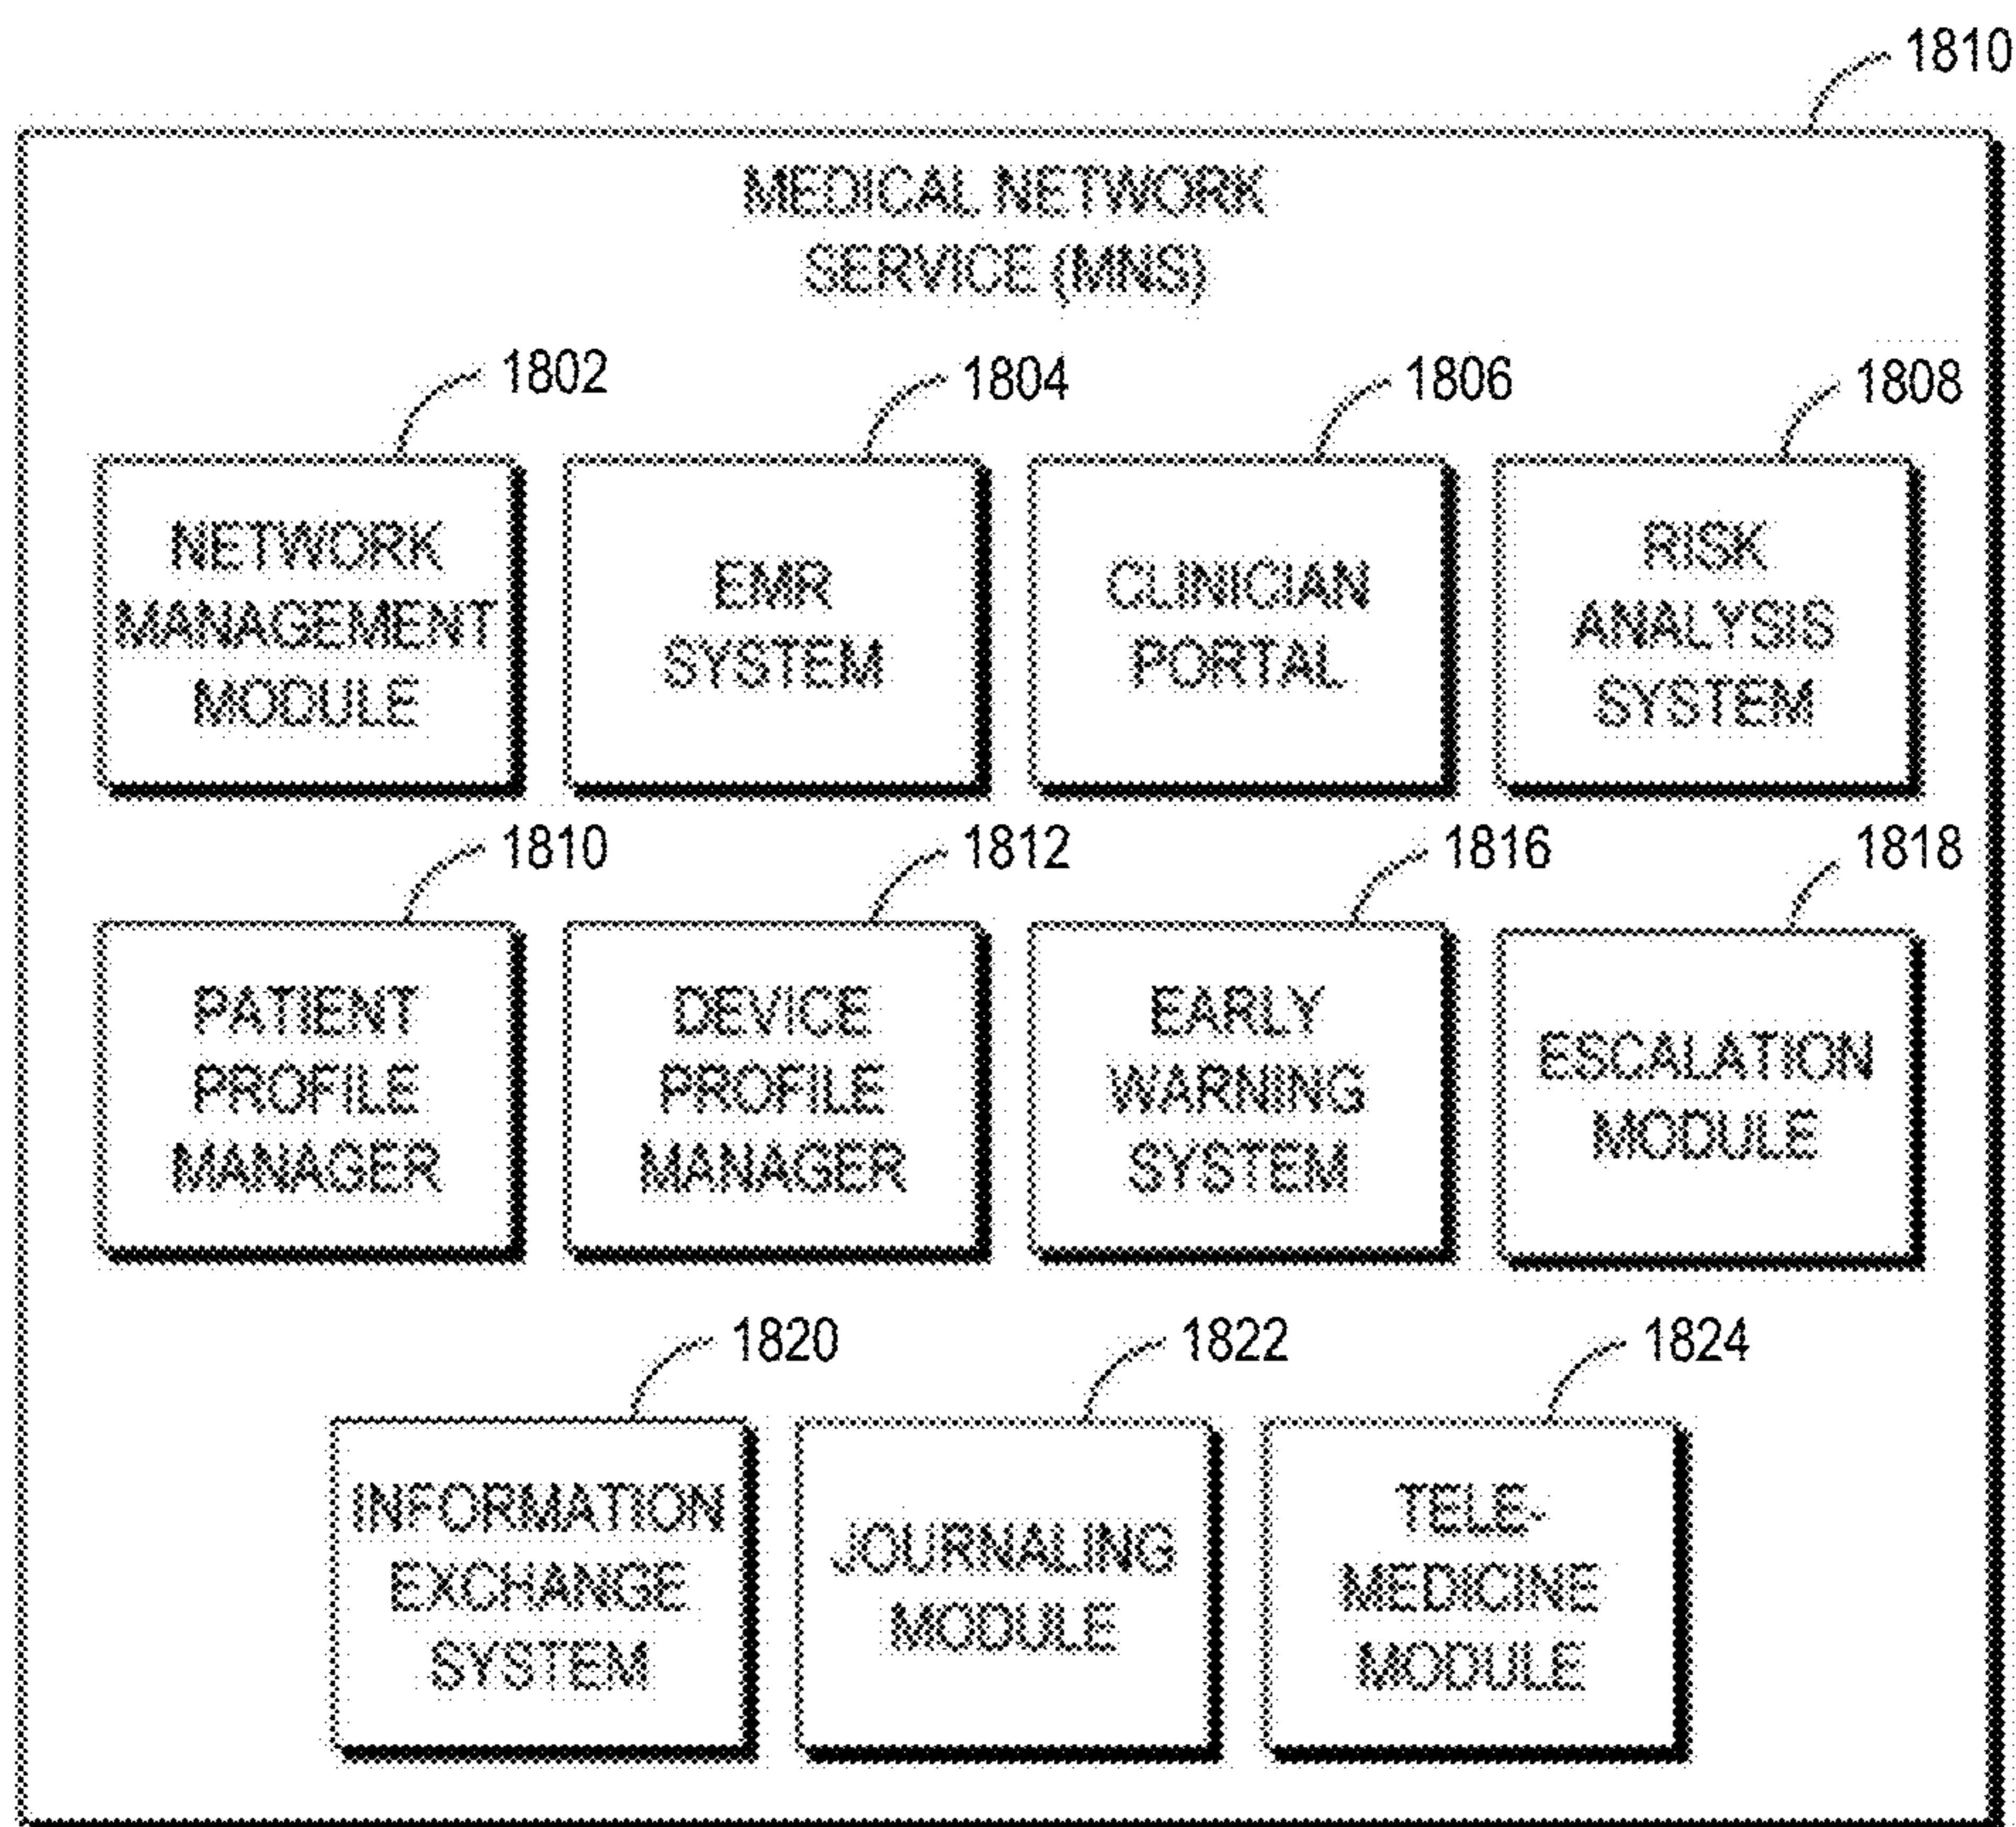 1810
MEDICAL NETWORK
SERVICE (MNS)
1802
1804
1806
1808
NETWORK
MANAGEMENT
MODULE
EMR
SYSTEM
CLINICIAN
PORTAL
RISK
ANALYSIS
SYSTEM
1810
1812
1816
1818
PATIENT
PROFILE
MANAGER
DEVICE
PROFILE
MANAGER
EARLY
WARNING
SYSTEM
ESCALATION
MODULE
1820
1822
1824
INFORMATION
EXCHANGE
SYSTEM
JOURNALING
MODULE
TELE-
MEDICINE
MODULE